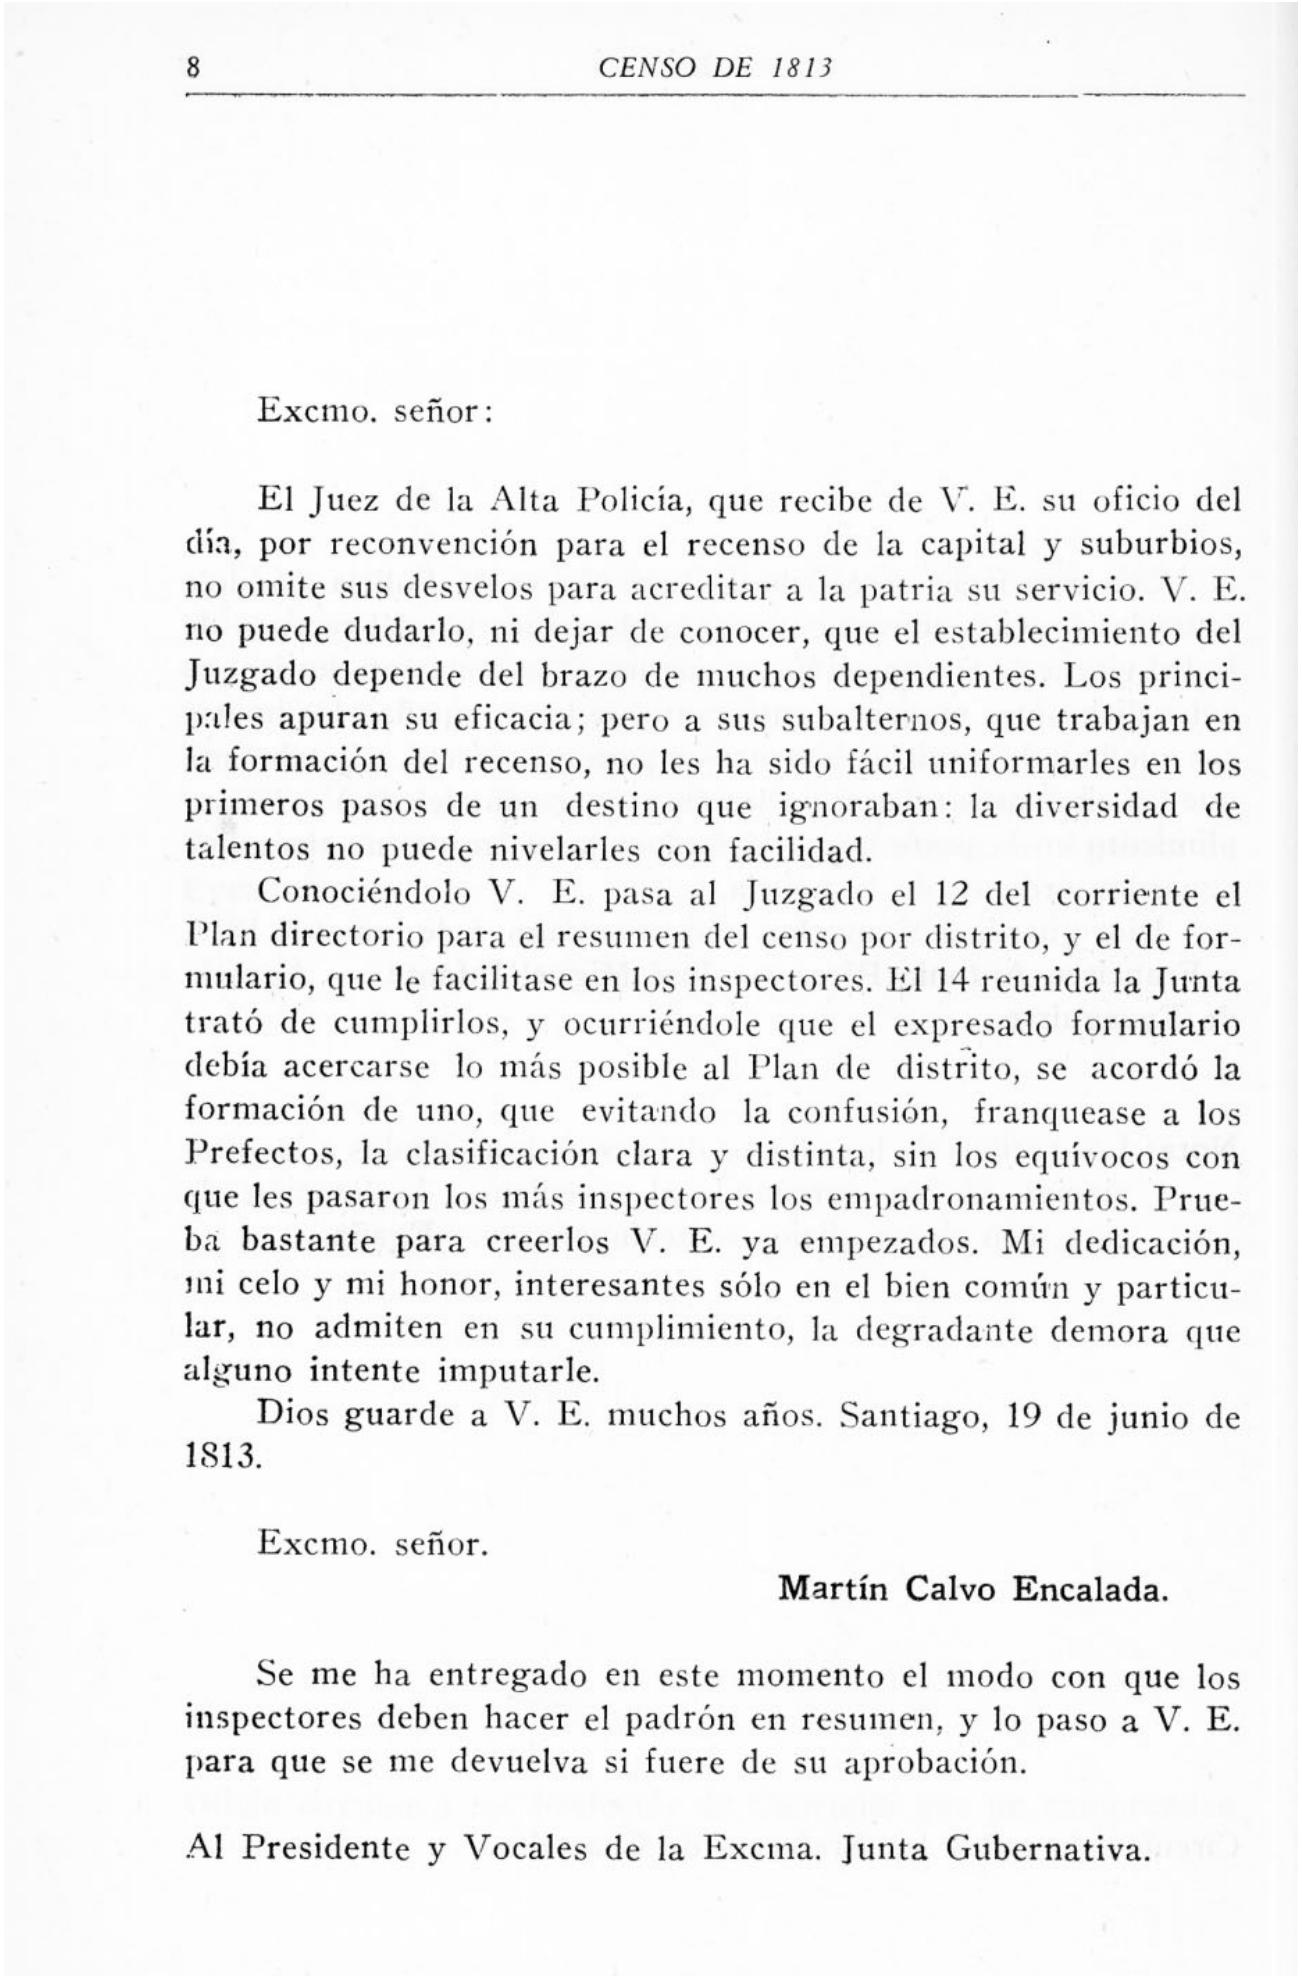 8 CENSO DE 1813
Excmo. señor:
El Juez de la Alta Policía, que recibe de V. E. su oficio del
día, por reconvención para el recenso de la capital y suburbios,
no omite sus desvelos para acreditar a la patria su servicio. V. E.
no puede dudarlo, ni dejar de conocer, que el establecimiento del
Juzgado depende del brazo de muchos dependientes. Los princi-
pales apuran su eficacia; pero a sus subalternos, que trabajan en
la formación del recenso, no les ha sido fácil uniformarles en los
primeros pasos de un destino que ignoraban: la diversidad de
talentos no puede nivelarles con facilidad.
Conociéndolo V. E. pasa al Juzgado el 12 del corriente el
Plan directorio para el resumen del censo por distrito, y el de for-
mulario, que le facilitase en los inspectores. El 14 reunida la Junta
trató de cumplirlos, y ocurriéndole que el expresado formulario
debía acercarse lo más posible al Plan de distrito, se acordó la
formación de uno, que evitando la confusión, franquease a los
Prefectos, la clasificación clara y distinta, sin los equívocos con
que les pasaron los más inspectores los empadronamientos. Prue-
ba bastante para creerlos V. E. ya empezados. Mi dedicación,
mi celo y mi honor, interesantes sólo en el bien común y particu-
lar, no admiten en su cumplimiento, la degradante demora que
alguno intente imputarle.
Dios guarde a V. E. muchos años. Santiago, 19 de junio de
1813.
Excmo. señor.
Martín Calvo Encalada.
Se me ha entregado en este momento el modo con que los
inspectores deben hacer el padrón en resumen, y lo paso a V. E.
para que se me devuelva si fuere de su aprobación.
Al Presidente y Vocales de la Excma. Junta Gubernativa.